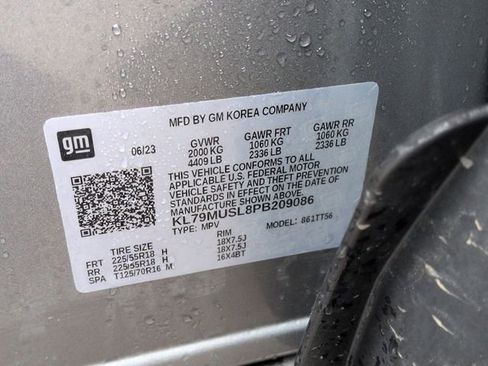 MFD BY GM KOREA COMPANY
gm
06/23
GVWR GAWR FRT GAWR RR
2000 KG 1060 KG 1060 KG
4409 LB 2336 LB 2336 LB
THIS VEHICLE CONFORMS TO ALL
APPLICABLE U.S. FEDERAL MOTOR
VEHICLE SAFETY AND THEFT PREVENTION
STANDARDS IN EFFECT ON THE DATE OF
MANUFACTURE SHOWN ABOVE.
KL79MUSL8PB209086
TYPE: MPV MODEL: 861TT56
TIRE SIZE RIM
FRT 225/55R18 H 18X7.5J
RR 225/55R18 H 18X7.5J
SPA T125/70R16 M 16X4BT